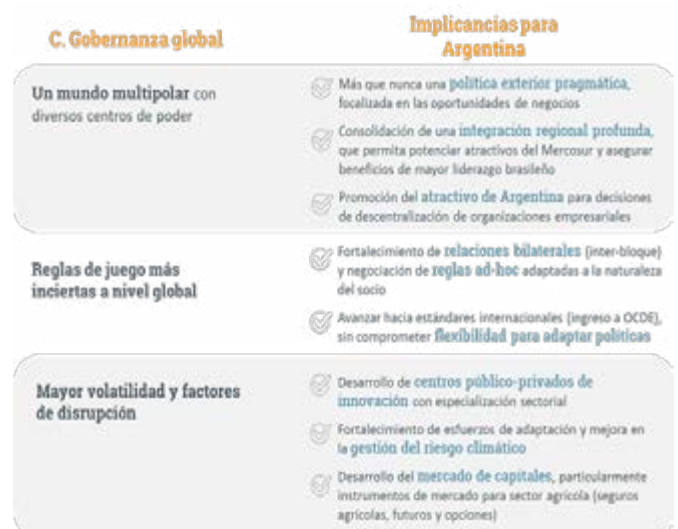 C. Gobernanza global
Implicancias para
Argentina
Un mundo multipolar con
diversos centros de poder
Más que nunca una política exterior pragmática,
focalizada en las oportunidades de negocios
Consolidación de una integración regional profunda,
que permita potenciar atractivos del Mercosur y asegurar
beneficios de mayor liderazgo brasileño
Promoción del atractivo de Argentina para decisiones
de descentralización de organizaciones empresariales
Reglas de juego más
inciertas a nivel global
Fortalecimiento de relaciones bilaterales (inter-bloque)
y negociación de reglas ad-hoc adaptadas a la naturaleza
del socio
Avanzar hacia estándares internacionales (ingreso a OCDE),
sin comprometer flexibilidad para adaptar políticas
Mayor volatilidad y factores
de disrupción
Desarrollo de centros público-privados de
innovación con especialización sectorial
Fortalecimiento de esfuerzos de adaptación y mejora en
la gestión del riesgo climático
Desarrollo del mercado de capitales, particularmente
instrumentos de mercado para sector agrícola (seguros
agrícolas, futuros y opciones)